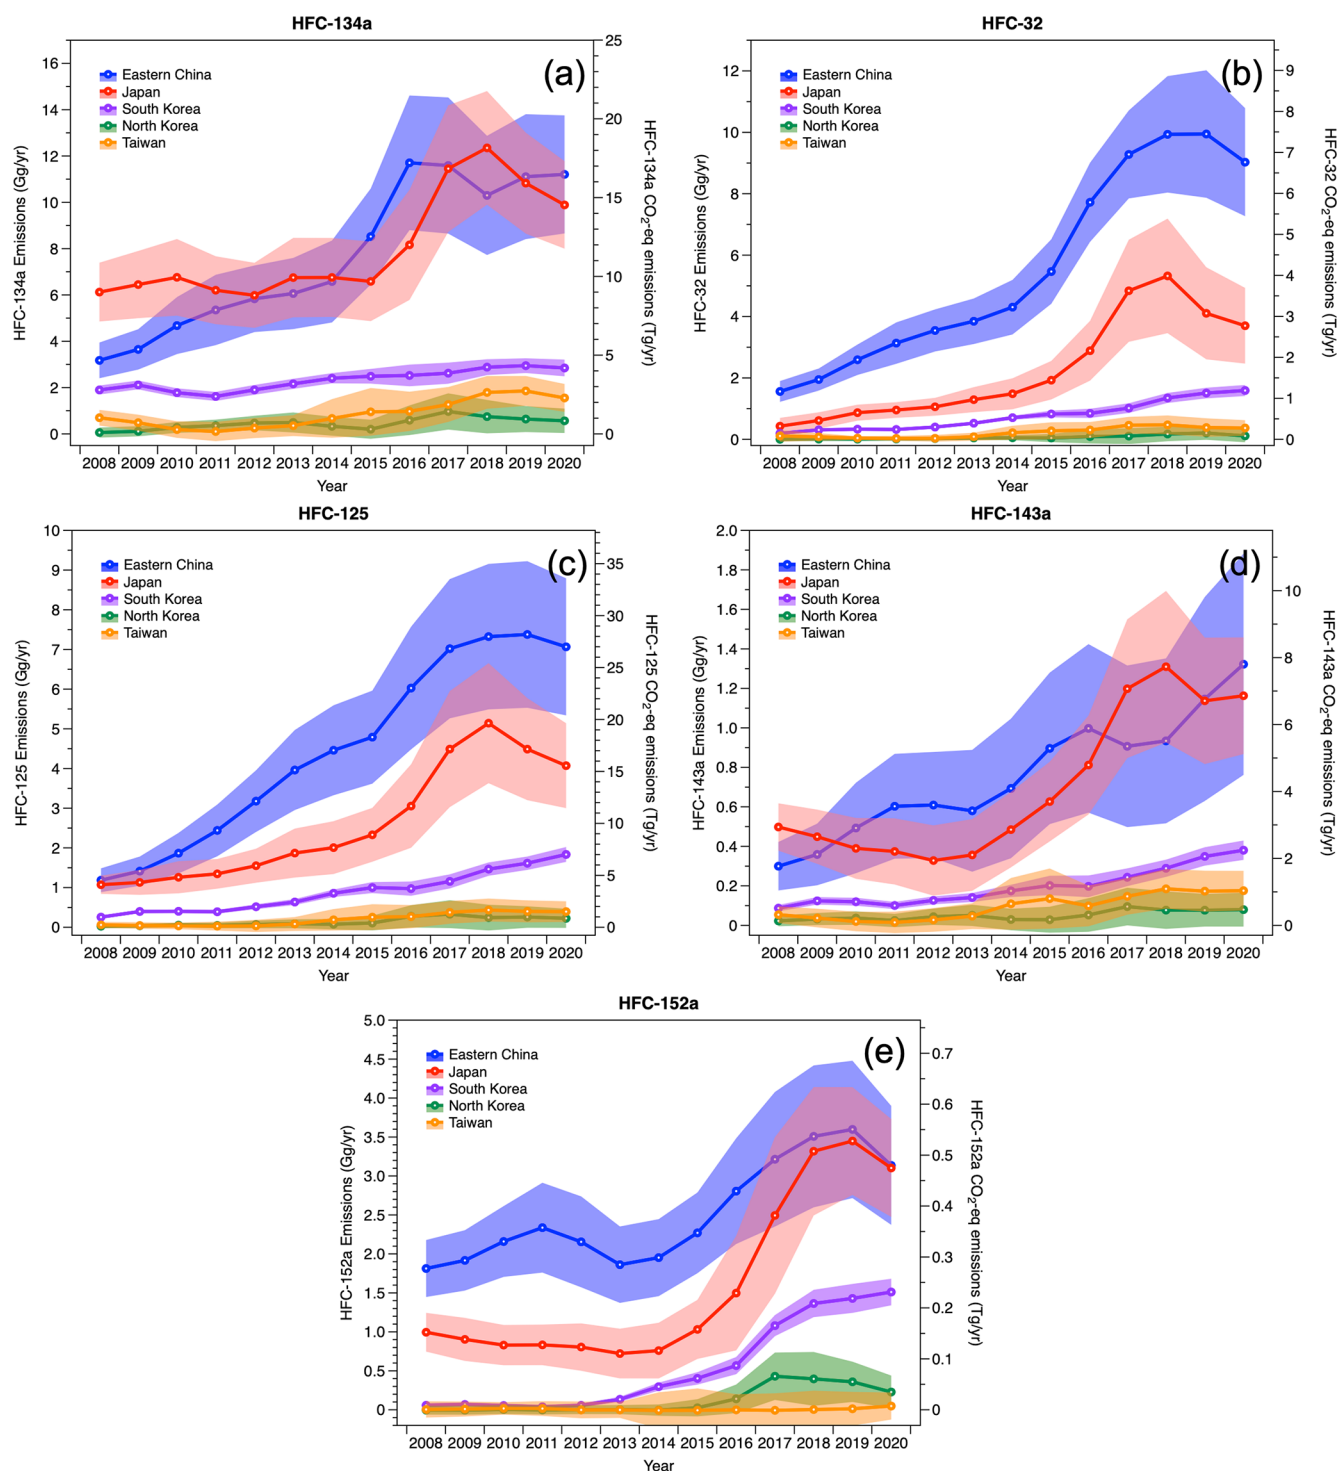 HFC-134a
(a)
Eastern China
Japan
South Korea
North Korea
Taiwan
HFC-134a Emissions (Gg/yr)
16
14
12
10
8
6
4
2
0
25
20
15
10
5
0
HFC-134a CO2-eq emissions (Tg/yr)
2008 2009 2010 2011 2012 2013 2014 2015 2016 2017 2018 2019 2020
Year
HFC-32
(b)
Eastern China
Japan
South Korea
North Korea
Taiwan
HFC-32 Emissions (Gg/yr)
12
10
8
6
4
2
0
9
8
7
6
5
4
3
2
1
0
HFC-32 CO2-eq emissions (Tg/yr)
2008 2009 2010 2011 2012 2013 2014 2015 2016 2017 2018 2019 2020
Year
HFC-125
(c)
Eastern China
Japan
South Korea
North Korea
Taiwan
HFC-125 Emissions (Gg/yr)
10
9
8
7
6
5
4
3
2
1
0
35
30
25
20
15
10
5
0
HFC-125 CO2-eq emissions (Tg/yr)
2008 2009 2010 2011 2012 2013 2014 2015 2016 2017 2018 2019 2020
Year
HFC-143a
(d)
Eastern China
Japan
South Korea
North Korea
Taiwan
HFC-143a Emissions (Gg/yr)
2.0
1.8
1.6
1.4
1.2
1.0
0.8
0.6
0.4
0.2
0
10
8
6
4
2
0
HFC-143a CO2-eq emissions (Tg/yr)
2008 2009 2010 2011 2012 2013 2014 2015 2016 2017 2018 2019 2020
Year
HFC-152a
(e)
Eastern China
Japan
South Korea
North Korea
Taiwan
HFC-152a Emissions (Gg/yr)
5.0
4.5
4.0
3.5
3.0
2.5
2.0
1.5
1.0
0.5
0
0.7
0.6
0.5
0.4
0.3
0.2
0.1
0
HFC-152a CO2-eq emissions (Tg/yr)
2008 2009 2010 2011 2012 2013 2014 2015 2016 2017 2018 2019 2020
Year